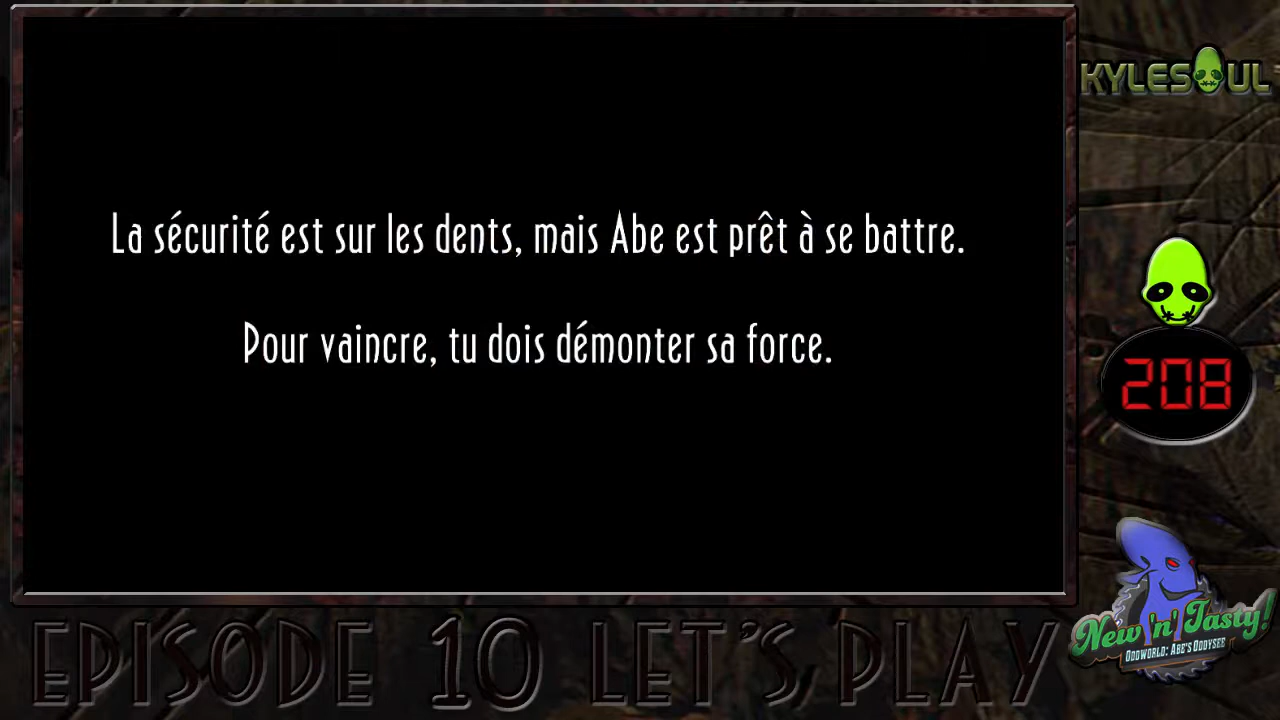 KYLESOUL
La sécurité est sur les dents, mais Abe est prêt à se battre.
Pour vaincre, tu dois démonter sa force.
208
New 'n' Tasty!
ODDWORLD: ABE'S ODDYSEE
EPISODE 10 LET'S PLAY